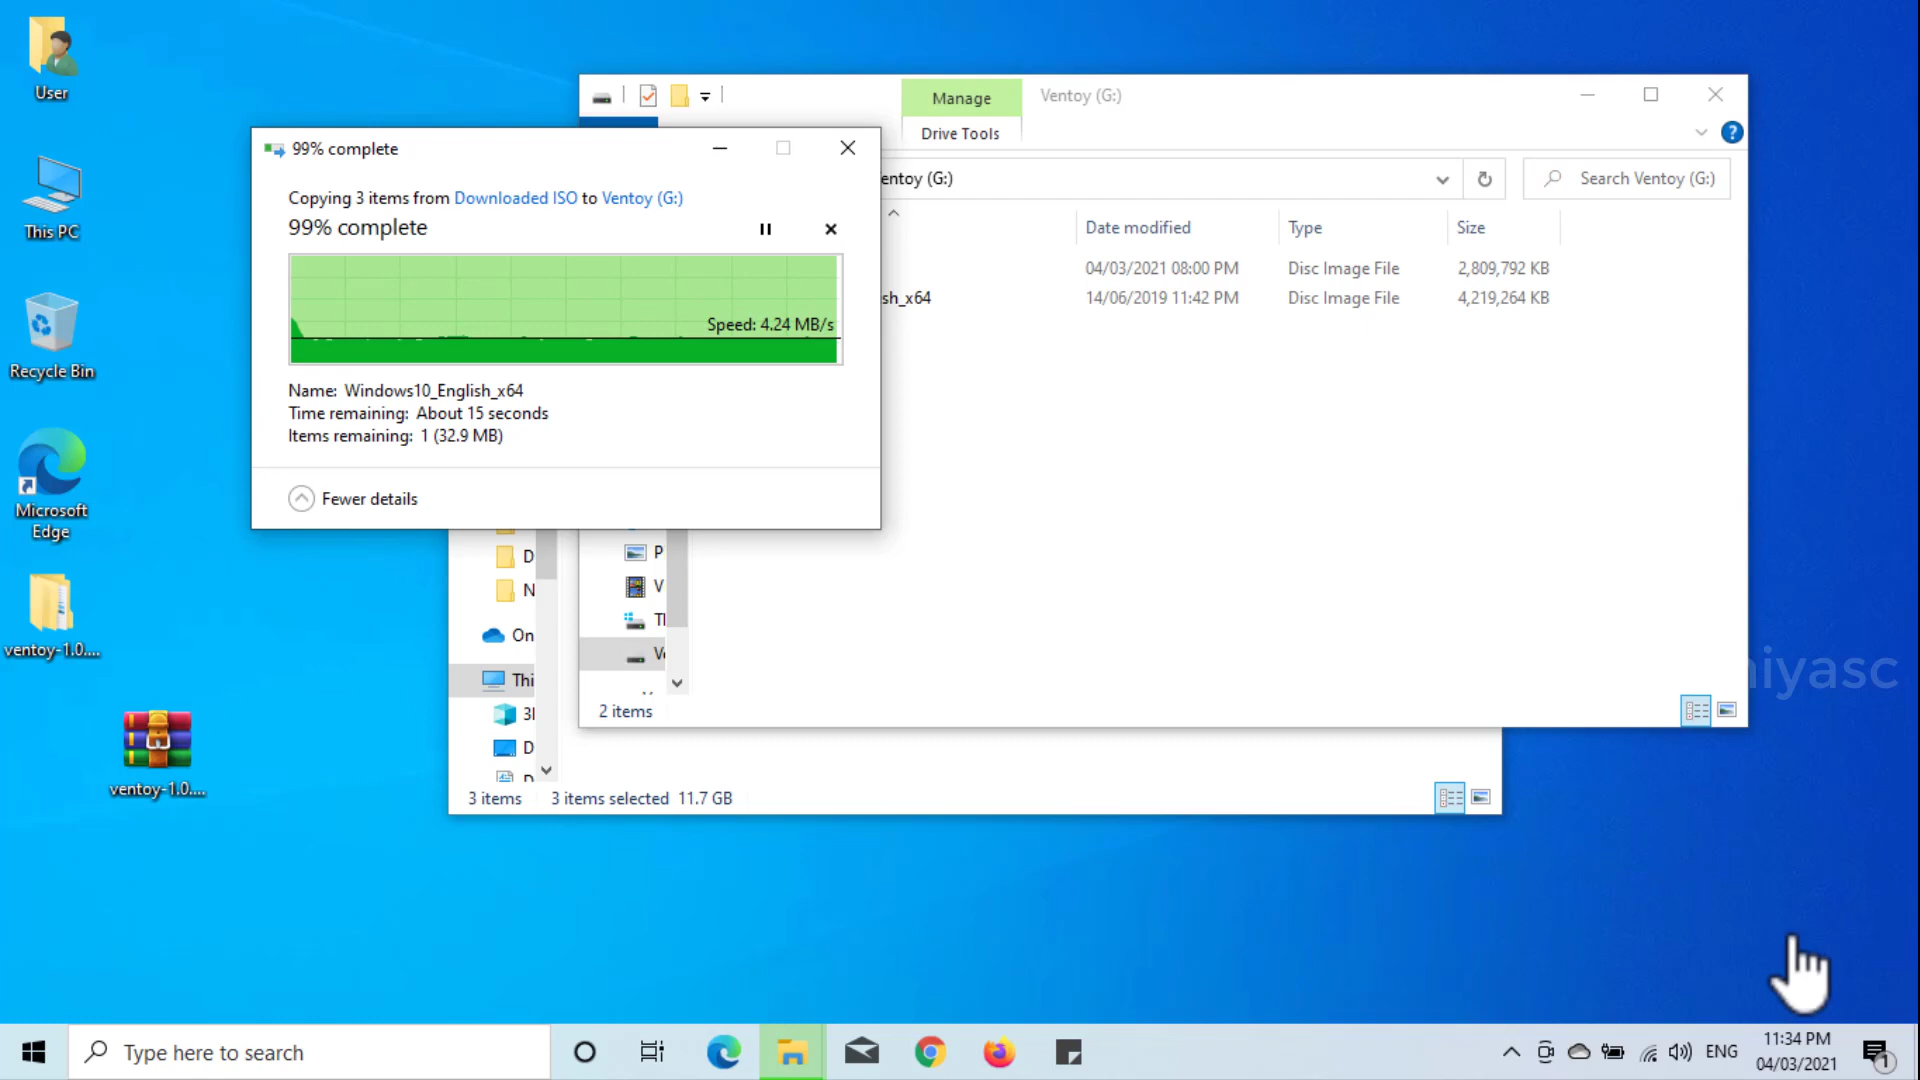 User
This PC
Recycle Bin
Microsoft
Edge
ventoy-1.0....
ventoy-1.0....
Manage
Ventoy (G:)
Drive Tools
?
entoy (G:)
Search Ventoy (G:)
Date modified
Type
Size
04/03/2021 08:00 PM
Disc Image File
2,809,792 KB
sh_x64
14/06/2019 11:42 PM
Disc Image File
4,219,264 KB
99% complete
Copying 3 items from Downloaded ISO to Ventoy (G:)
99% complete
Speed: 4.24 MB/s
Name: Windows10_English_x64
Time remaining: About 15 seconds
Items remaining: 1 (32.9 MB)
Fewer details
P
V
2 items
D
N
On
Thi
D
3 items
3 items selected 11.7 GB
iyasc
Type here to search
ENG
11:34 PM
04/03/2021
1